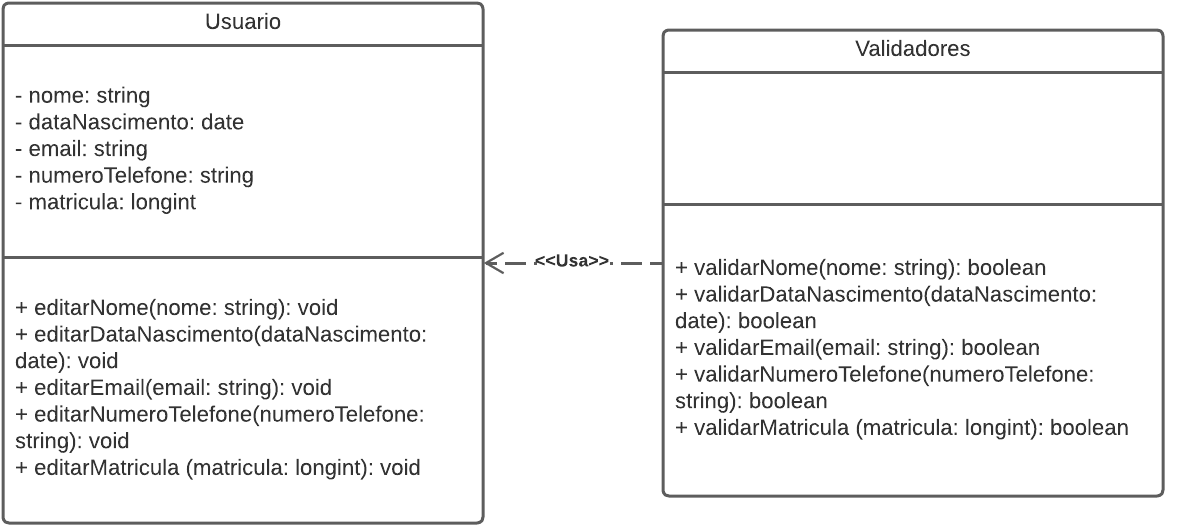 Usuario
- nome: string
- dataNascimento: date
- email: string
- numeroTelefone: string
- matricula: longint
+ editarNome(nome: string): void
+ editarDataNascimento(dataNascimento:
date): void
+ editarEmail(email: string): void
+ editarNumeroTelefone(numeroTelefone:
string): void
+ editarMatricula (matricula: longint): void
<<Usa>>
Validadores
+ validarNome(nome: string): boolean
+ validarDataNascimento(dataNascimento:
date): boolean
+ validarEmail(email: string): boolean
+ validarNumeroTelefone(numeroTelefone:
string): boolean
+ validarMatricula (matricula: longint): boolean